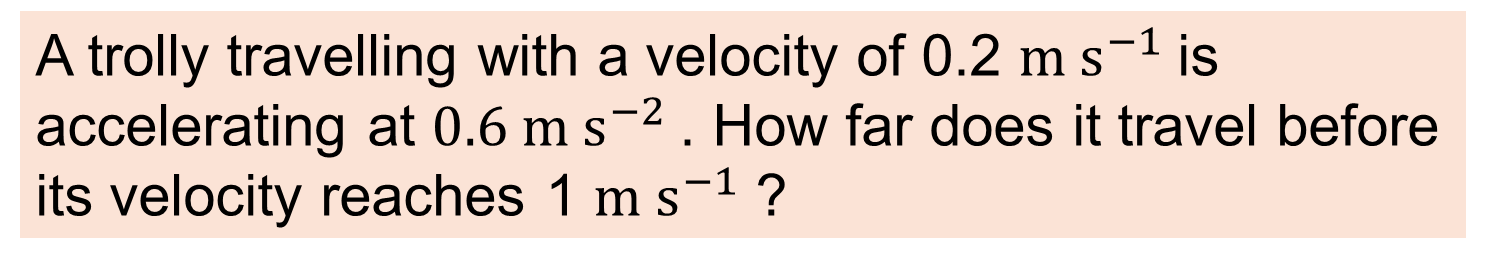 A trolly travelling with a velocity of 0.2 m s⁻¹ is
accelerating at 0.6 m s⁻² . How far does it travel before
its velocity reaches 1 m s⁻¹ ?